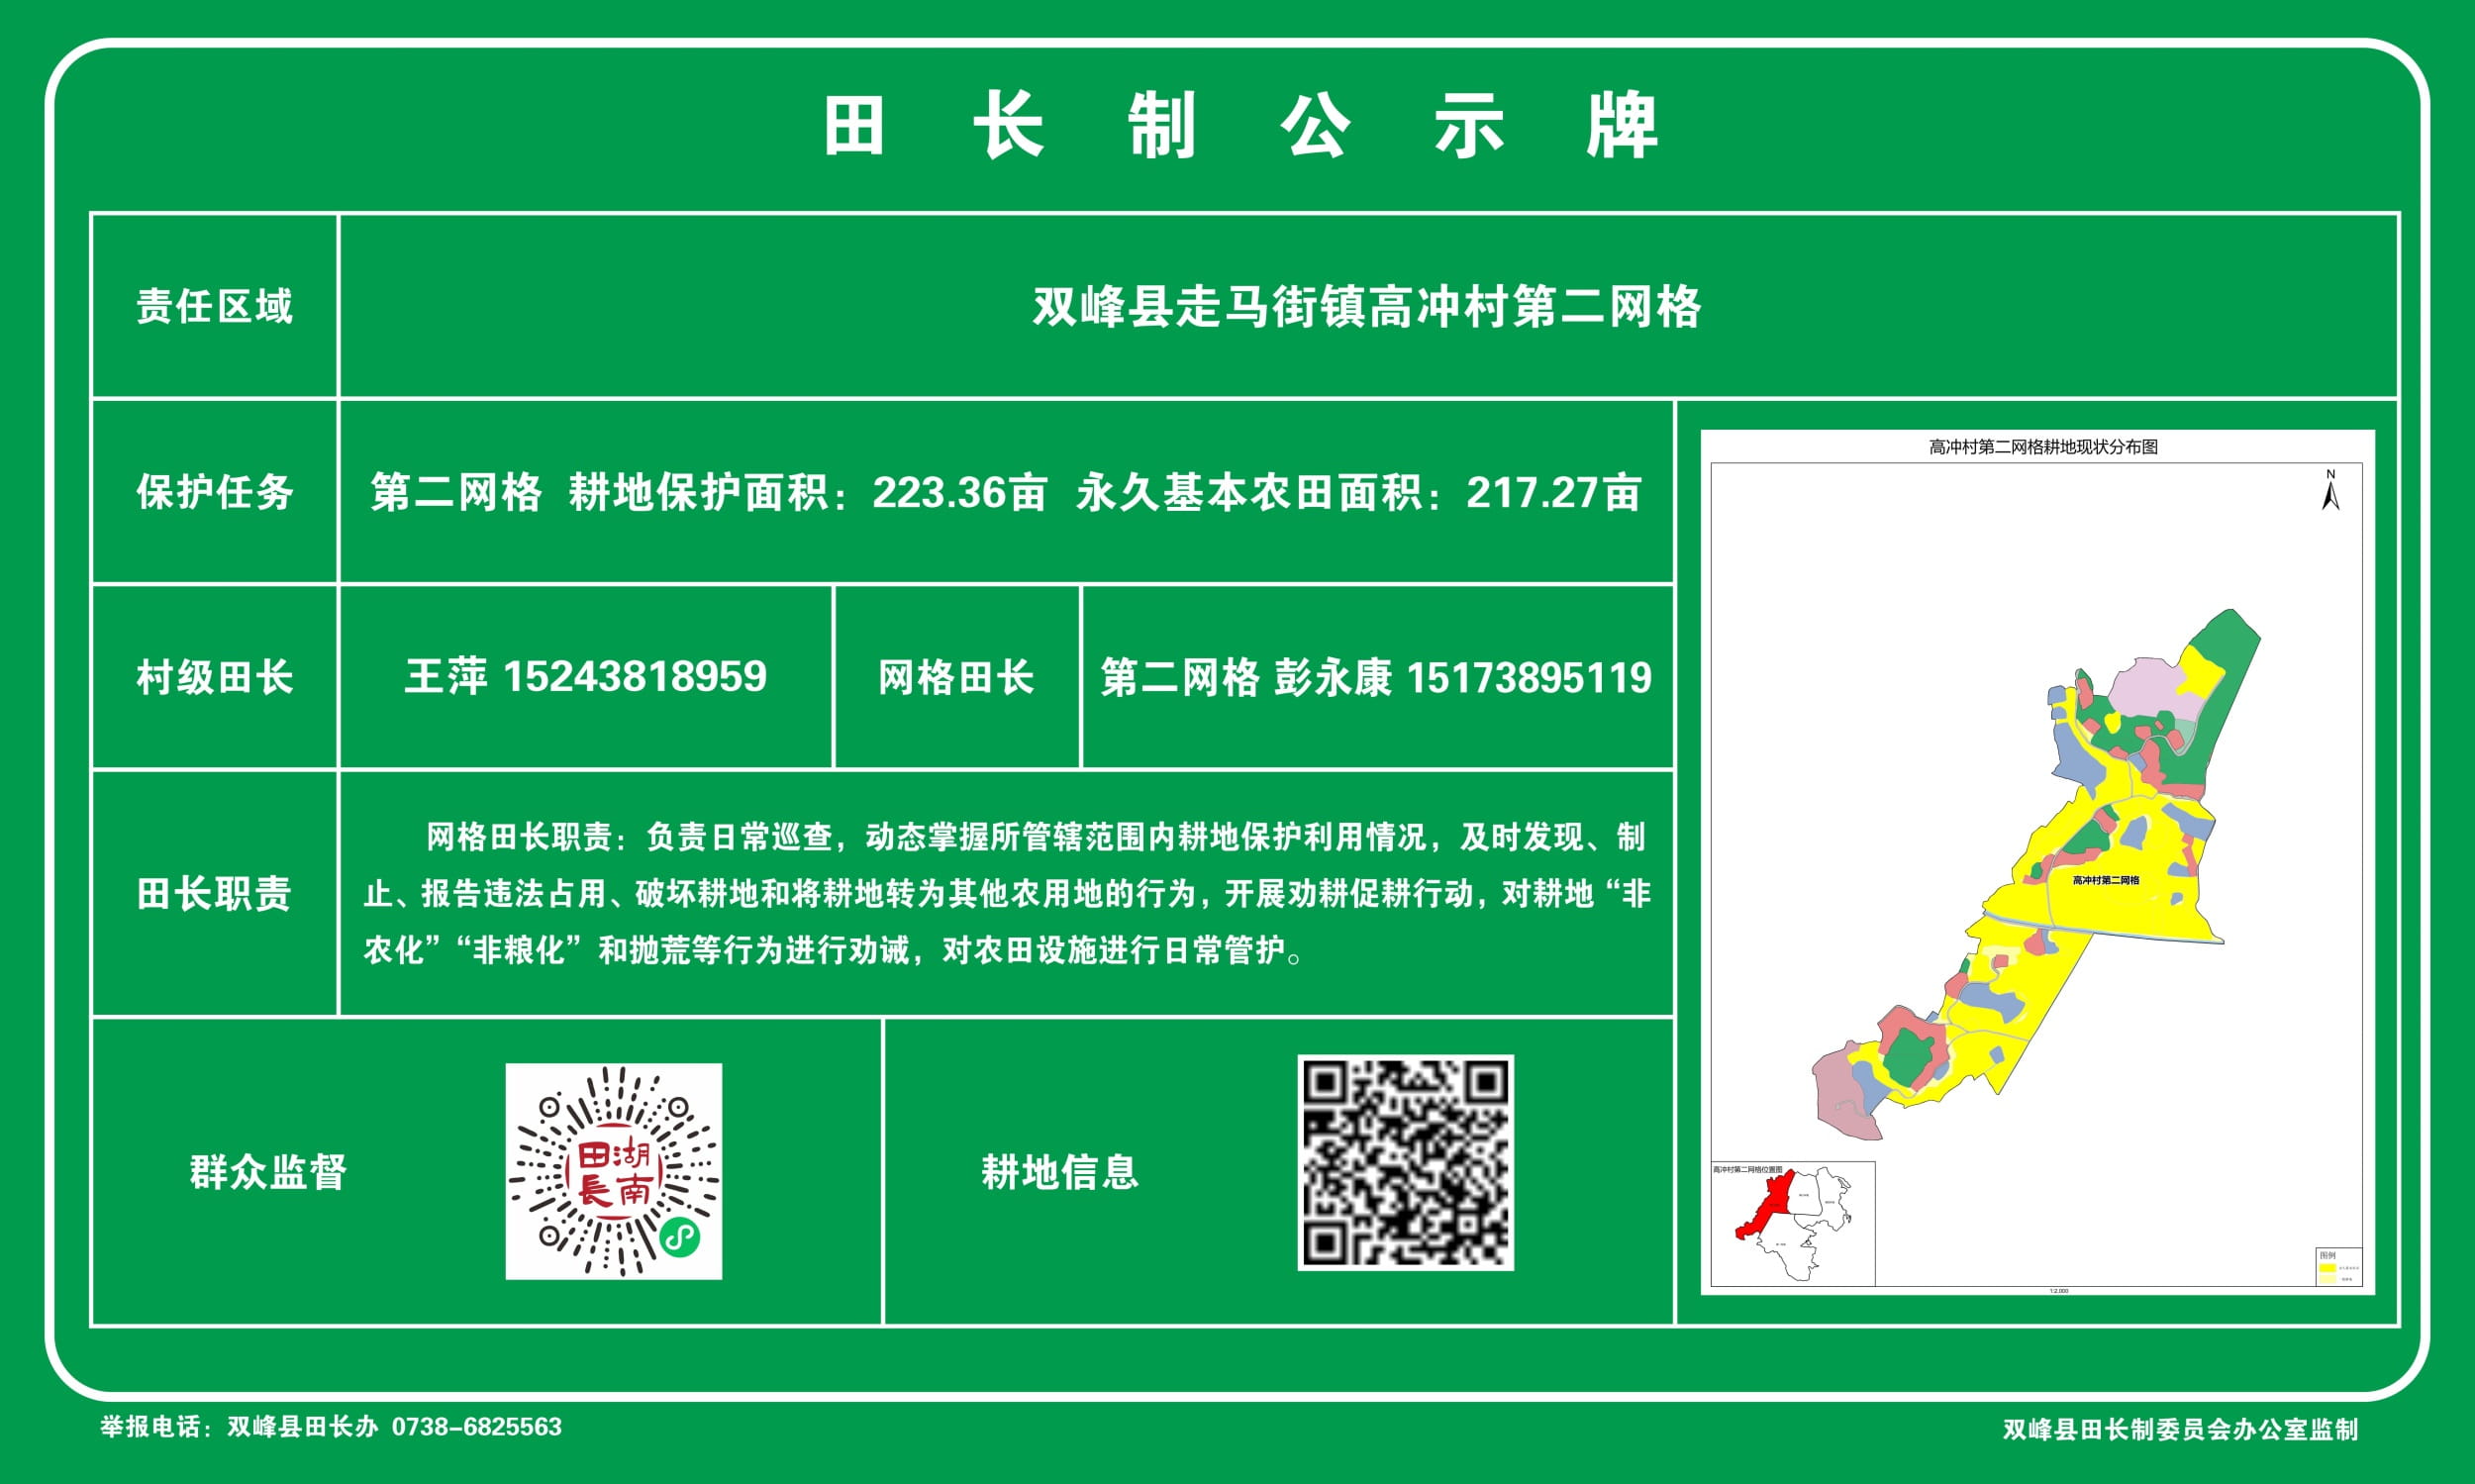 田长制公示牌
责任区域
双峰县走马街镇高冲村第二网格
保护任务
第二网格 耕地保护面积：223.36亩 永久基本农田面积：217.27亩
村级田长
王萍 15243818959
网格田长
第二网格 彭永康 15173895119
田长职责
网格田长职责：负责日常巡查，动态掌握所管辖范围内耕地保护利用情况，及时发现、制
止、报告违法占用、破坏耕地和将耕地转为其他农用地的行为，开展劝耕促耕行动，对耕地“非
农化”“非粮化”和抛荒等行为进行劝诫，对农田设施进行日常管护。
群众监督
湖南
田長
耕地信息
高冲村第二网格耕地现状分布图
N
高冲村第二网格
高冲村第二网格位置图
图例
1:2,000
举报电话：双峰县田长办 0738-6825563
双峰县田长制委员会办公室监制